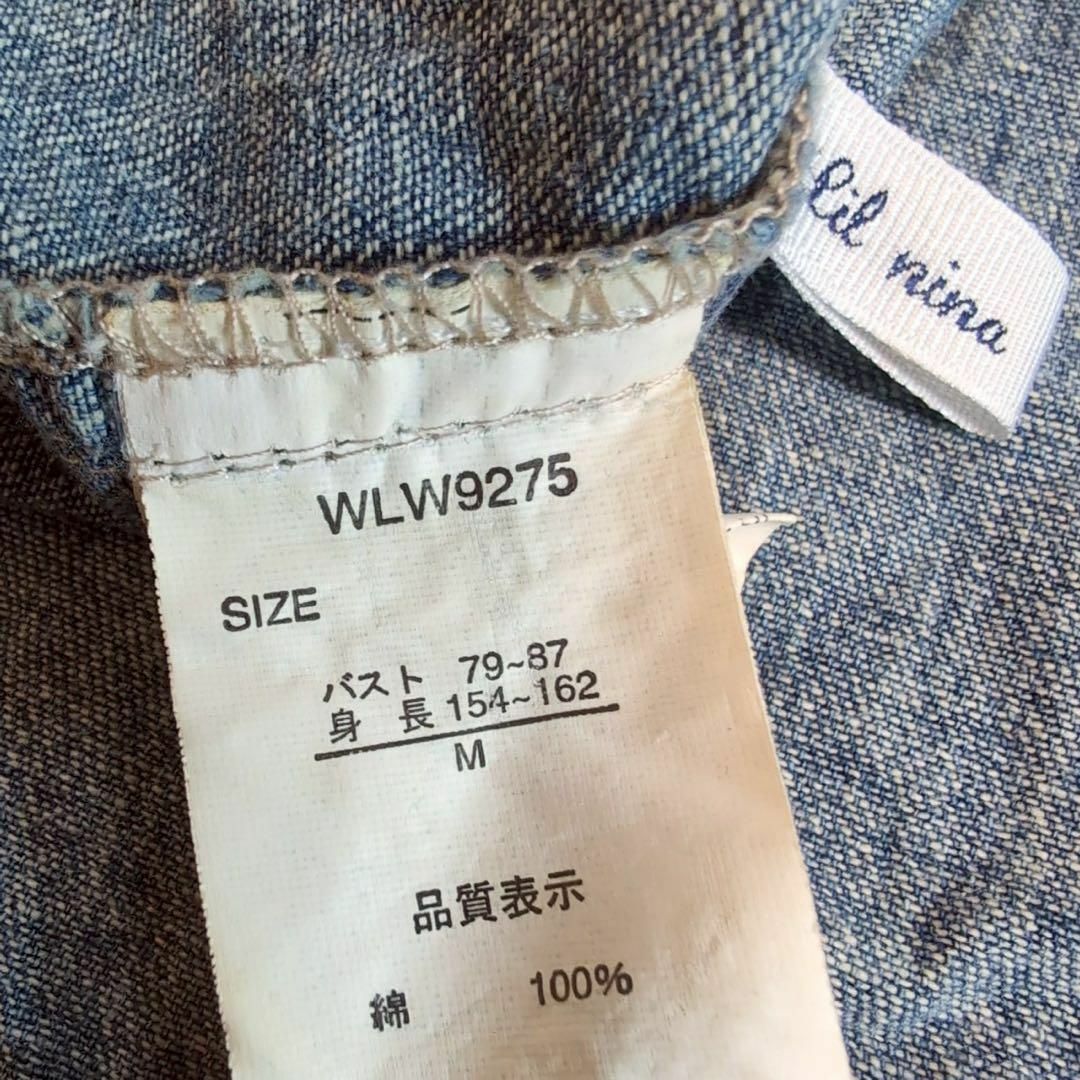 lil nina
WLW9275
SIZE
バスト 79~87
身 長 154~162
M
品質表示
綿 100%